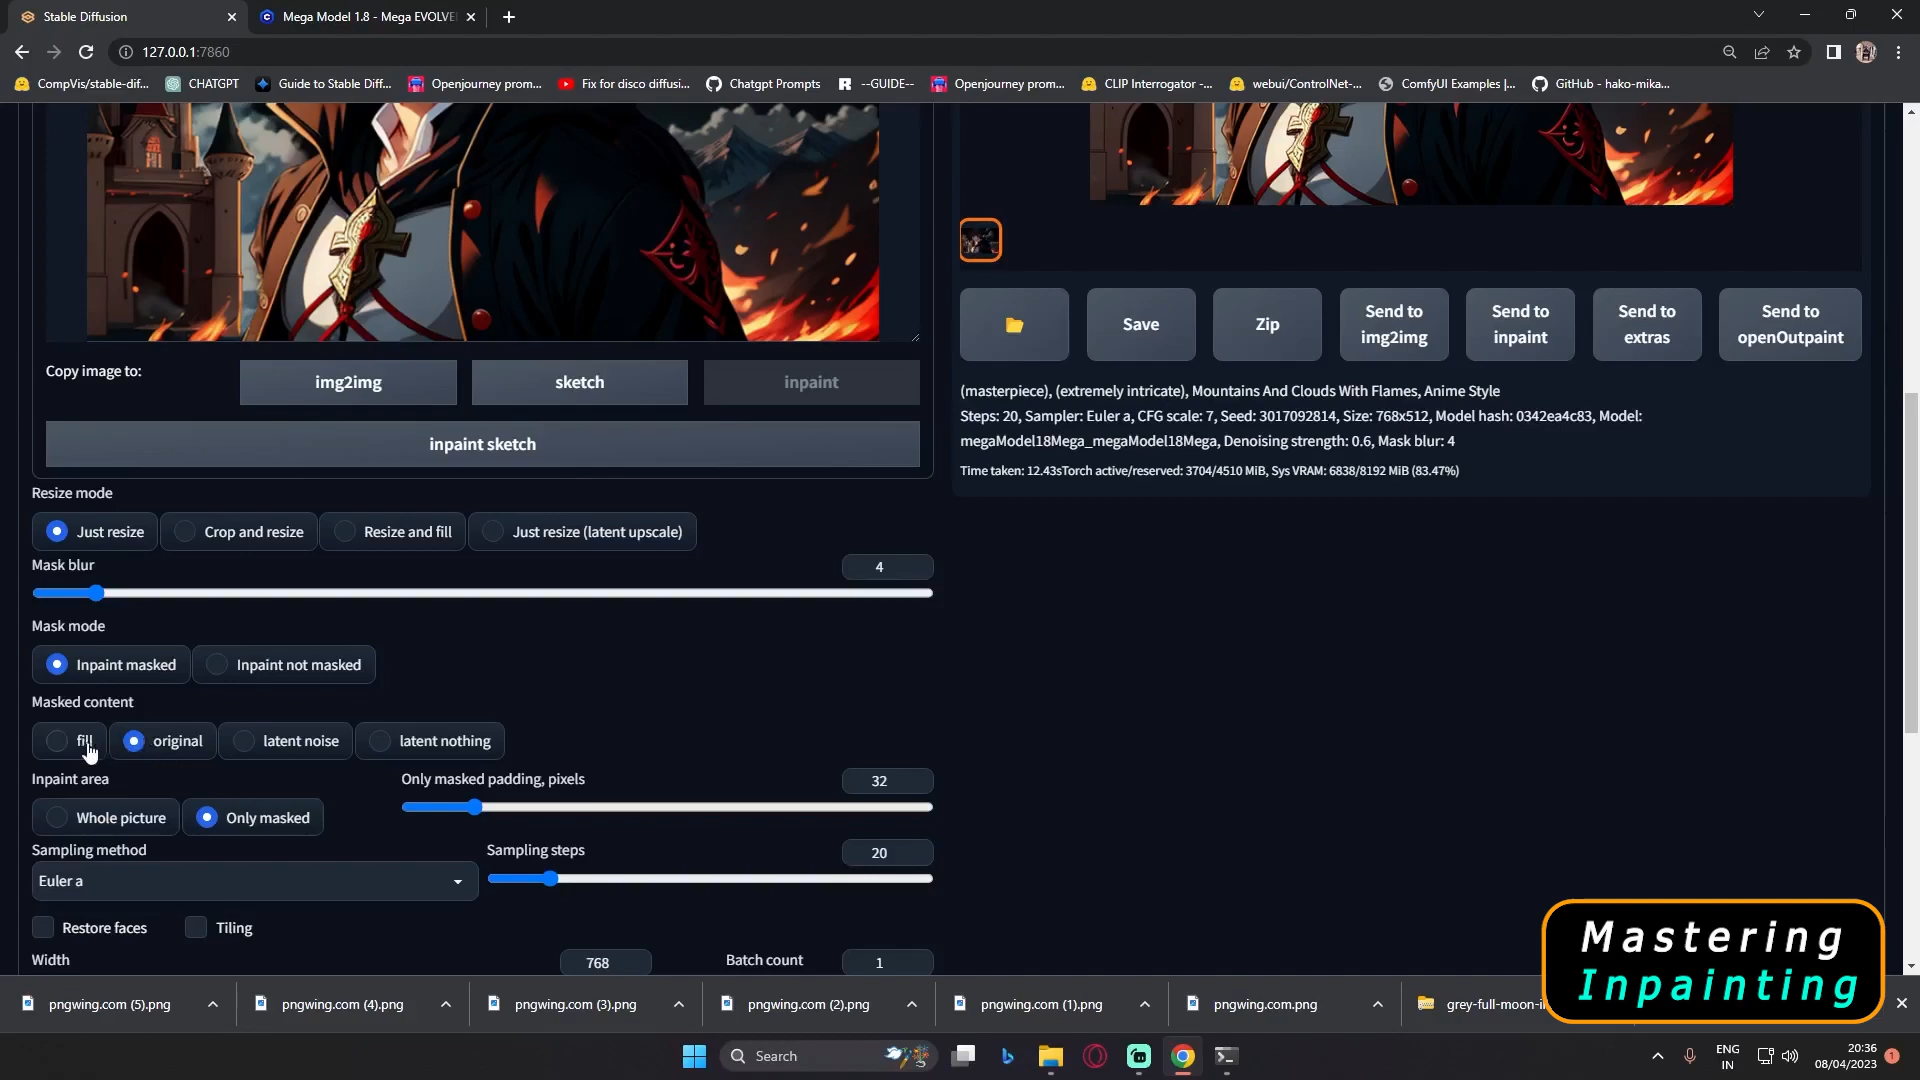 Stable Diffusion
Mega Model 1.8 - Mega EVOLVE
127.0.0.1:7860
CompVis/stable-dif...
CHATGPT
Guide to Stable Diff...
Openjourney prom...
Fix for disco diffusi...
Chatgpt Prompts
--GUIDE--
Openjourney prom...
CLIP Interrogator -...
webui/ControlNet-...
ComfyUI Examples |...
GitHub - hako-mika...
Copy image to:
img2img
sketch
inpaint
inpaint sketch
Save
Zip
Send to
img2img
Send to
inpaint
Send to
extras
Send to
openOutpaint
(masterpiece), (extremely intricate), Mountains And Clouds With Flames, Anime Style
Steps: 20, Sampler: Euler a, CFG scale: 7, Seed: 3017092814, Size: 768x512, Model hash: 0342ea4c83, Model:
megaModel18Mega_megaModel18Mega, Denoising strength: 0.6, Mask blur: 4
Time taken: 12.43sTorch active/reserved: 3704/4510 MiB, Sys VRAM: 6838/8192 MiB (83.47%)
Resize mode
Just resize
Crop and resize
Resize and fill
Just resize (latent upscale)
Mask blur
4
Mask mode
Inpaint masked
Inpaint not masked
Masked content
fill
original
latent noise
latent nothing
Inpaint area
Only masked padding, pixels
32
Whole picture
Only masked
Sampling method
Sampling steps
20
Euler a
Restore faces
Tiling
Width
768
Batch count
1
Mastering
Inpainting
pngwing.com (5).png
pngwing.com (4).png
pngwing.com (3).png
pngwing.com (2).png
pngwing.com (1).png
pngwing.com.png
grey-full-moon-i
Search
ENG
IN
20:36
08/04/2023
1